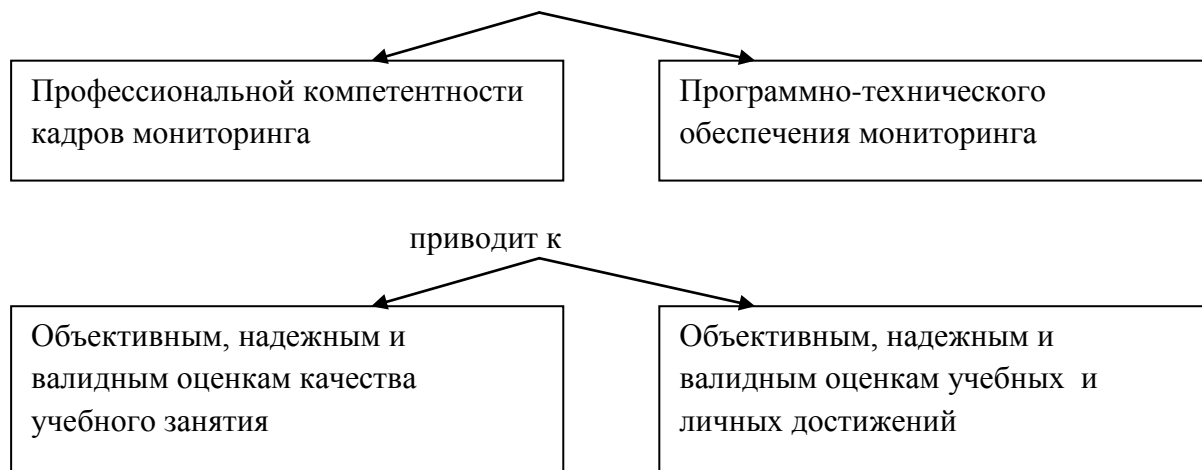 Профессиональной компетентности
кадров мониторинга
Программно-технического
обеспечения мониторинга
приводит к
Объективным, надежным и
валидным оценкам качества
учебного занятия
Объективным, надежным и
валидным оценкам учебных и
личных достижений